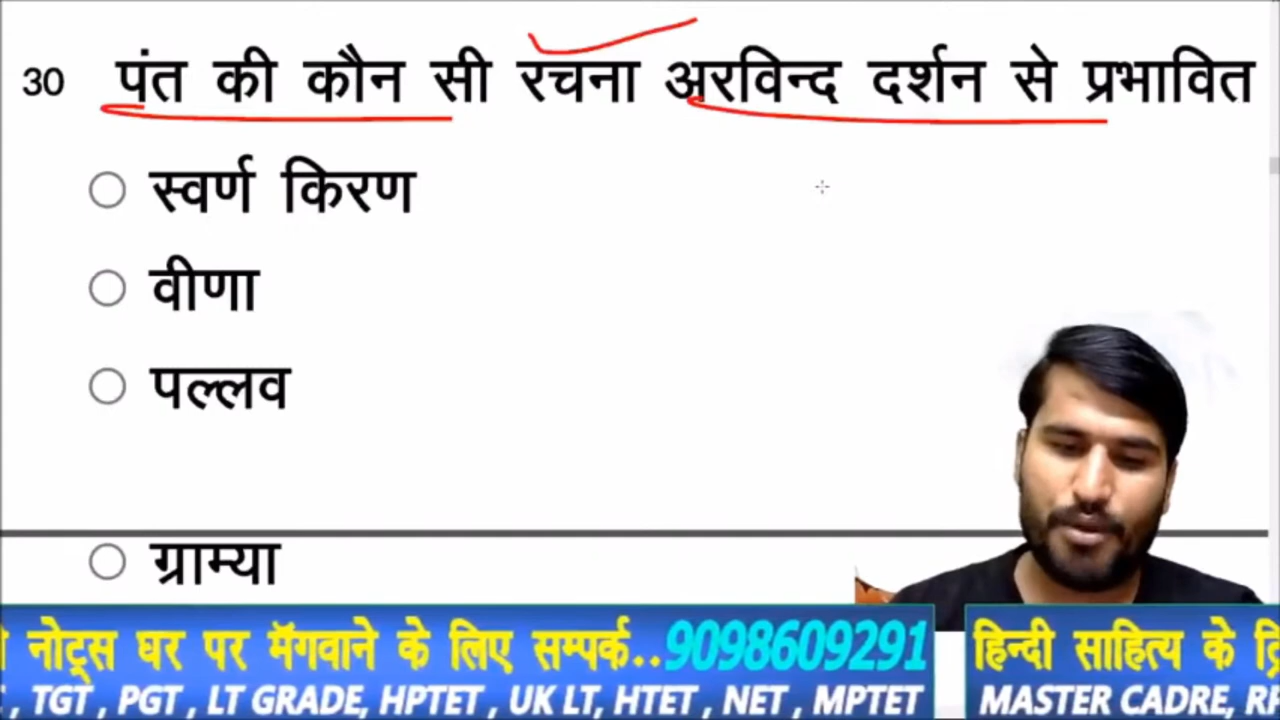 30 पंत की कौन सी रचना अरविन्द दर्शन से प्रभावित
स्वर्ण किरण
वीणा
पल्लव
ग्राम्या
नोट्स घर पर मॅगवाने के लिए सम्पर्क..9098609291
हिन्दी साहित्य के
, TGT , PGT , LT GRADE, HPTET , UK LT, HTET , NET , MPTET
MASTER CADRE,